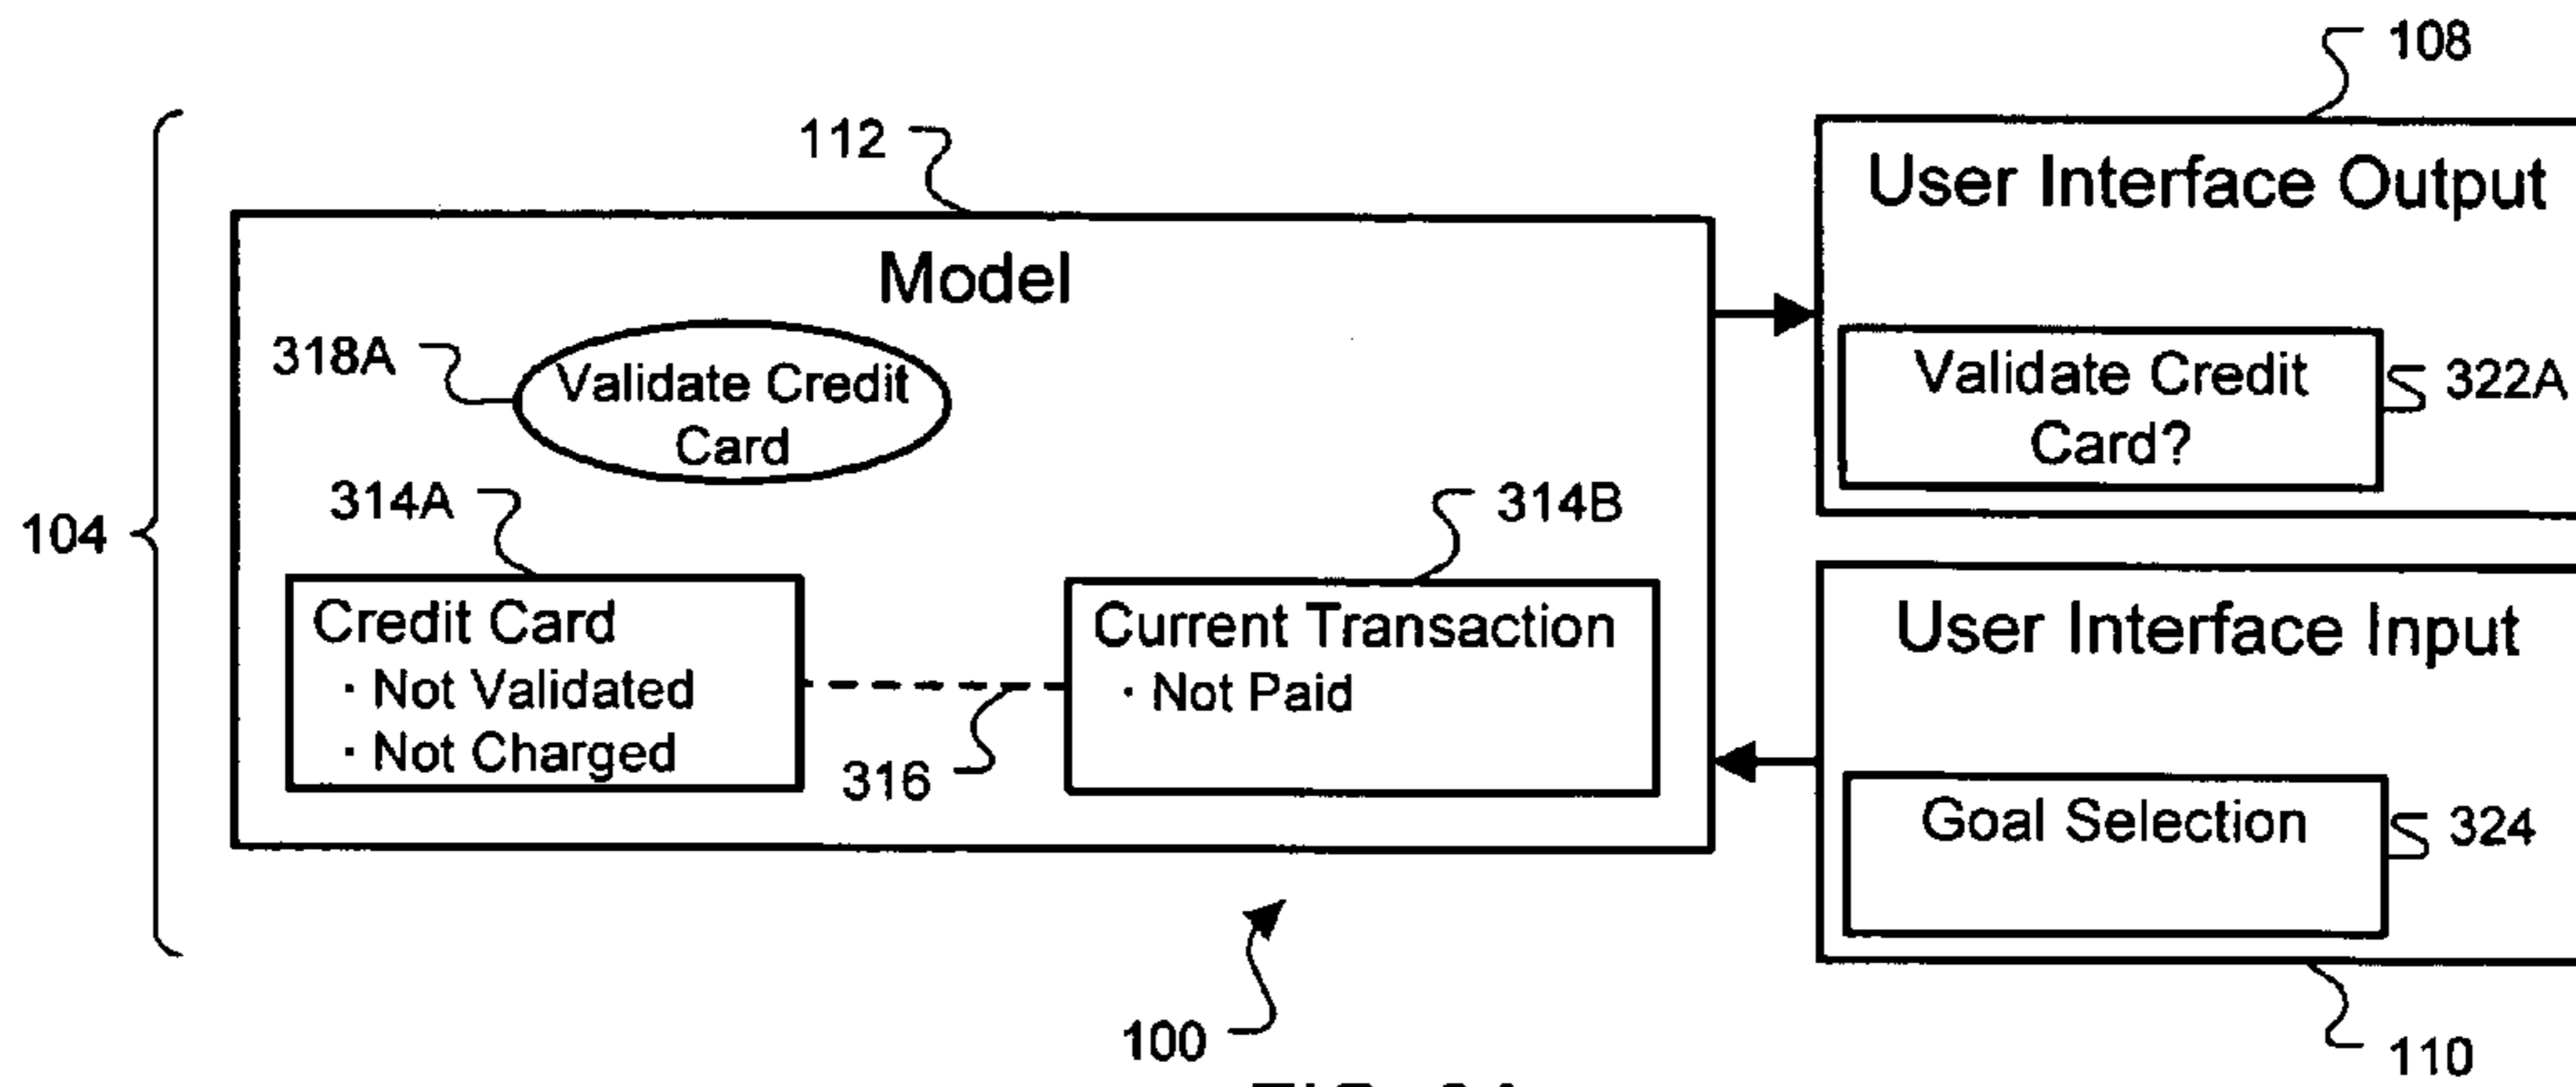 108
112
User Interface Output
Model
318A
Validate Credit
Card
Validate Credit
Card?
322A
314A
314B
104
Credit Card
· Not Validated
· Not Charged
Current Transaction
· Not Paid
316
User Interface Input
Goal Selection
324
100
110